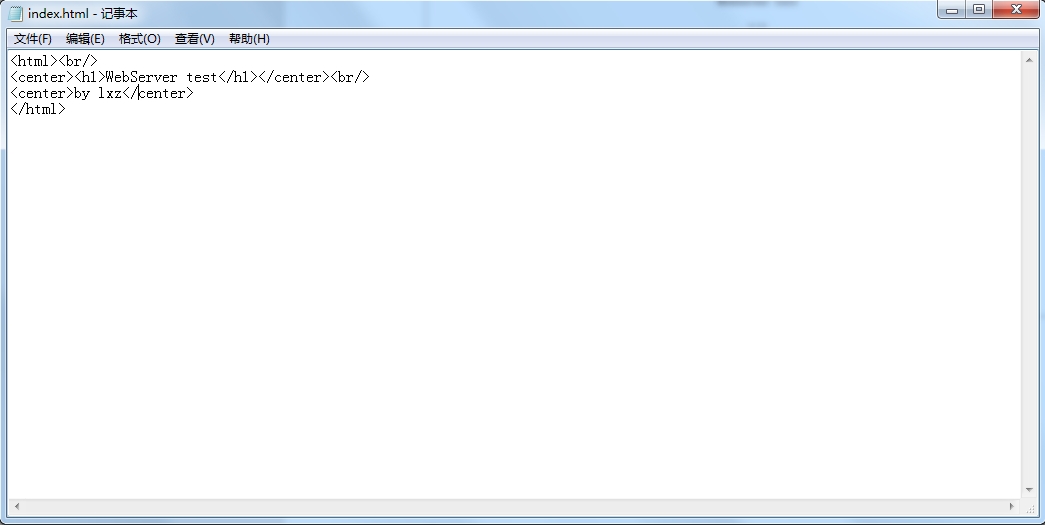 index.html - 记事本
文件(F) 编辑(E) 格式(O) 查看(V) 帮助(H)
<html><br/>
<center><h1>WebServer test</h1></center><br/>
<center>by lxz</center>
</html>